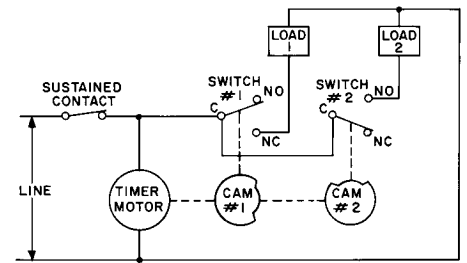 LOAD
1
LOAD
2
SUSTAINED
CONTACT
SWITCH
#1
C
NO
NC
SWITCH
#2
C
NO
NC
LINE
TIMER
MOTOR
CAM
#1
CAM
#2